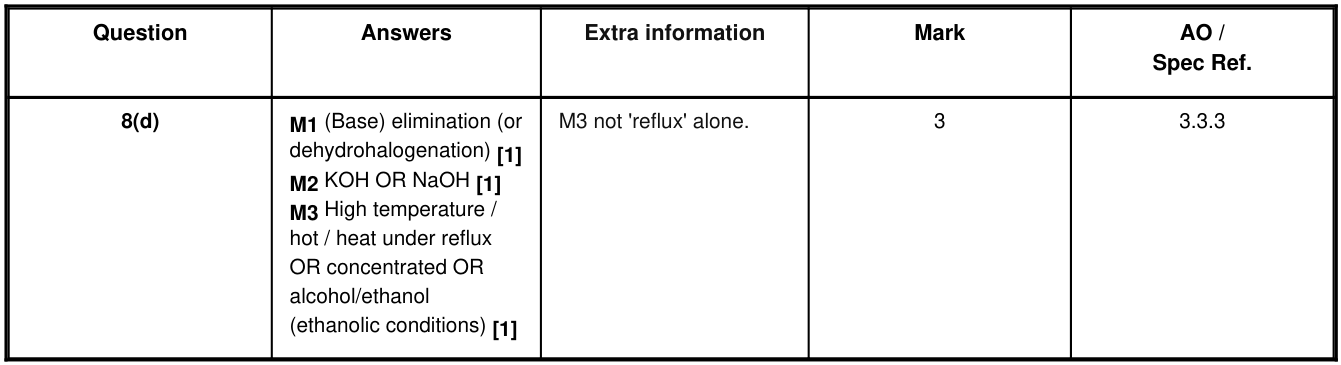 Question Answers Extra information Mark AO /
Spec Ref.
8(d) M1 (Base) elimination (or M3 not 'reflux' alone. 3 3.3.3
dehydrohalogenation) [1]
M2 KOH OR NaOH [1]
M3 High temperature /
hot / heat under reflux
OR concentrated OR
alcohol/ethanol
(ethanolic conditions) [1]